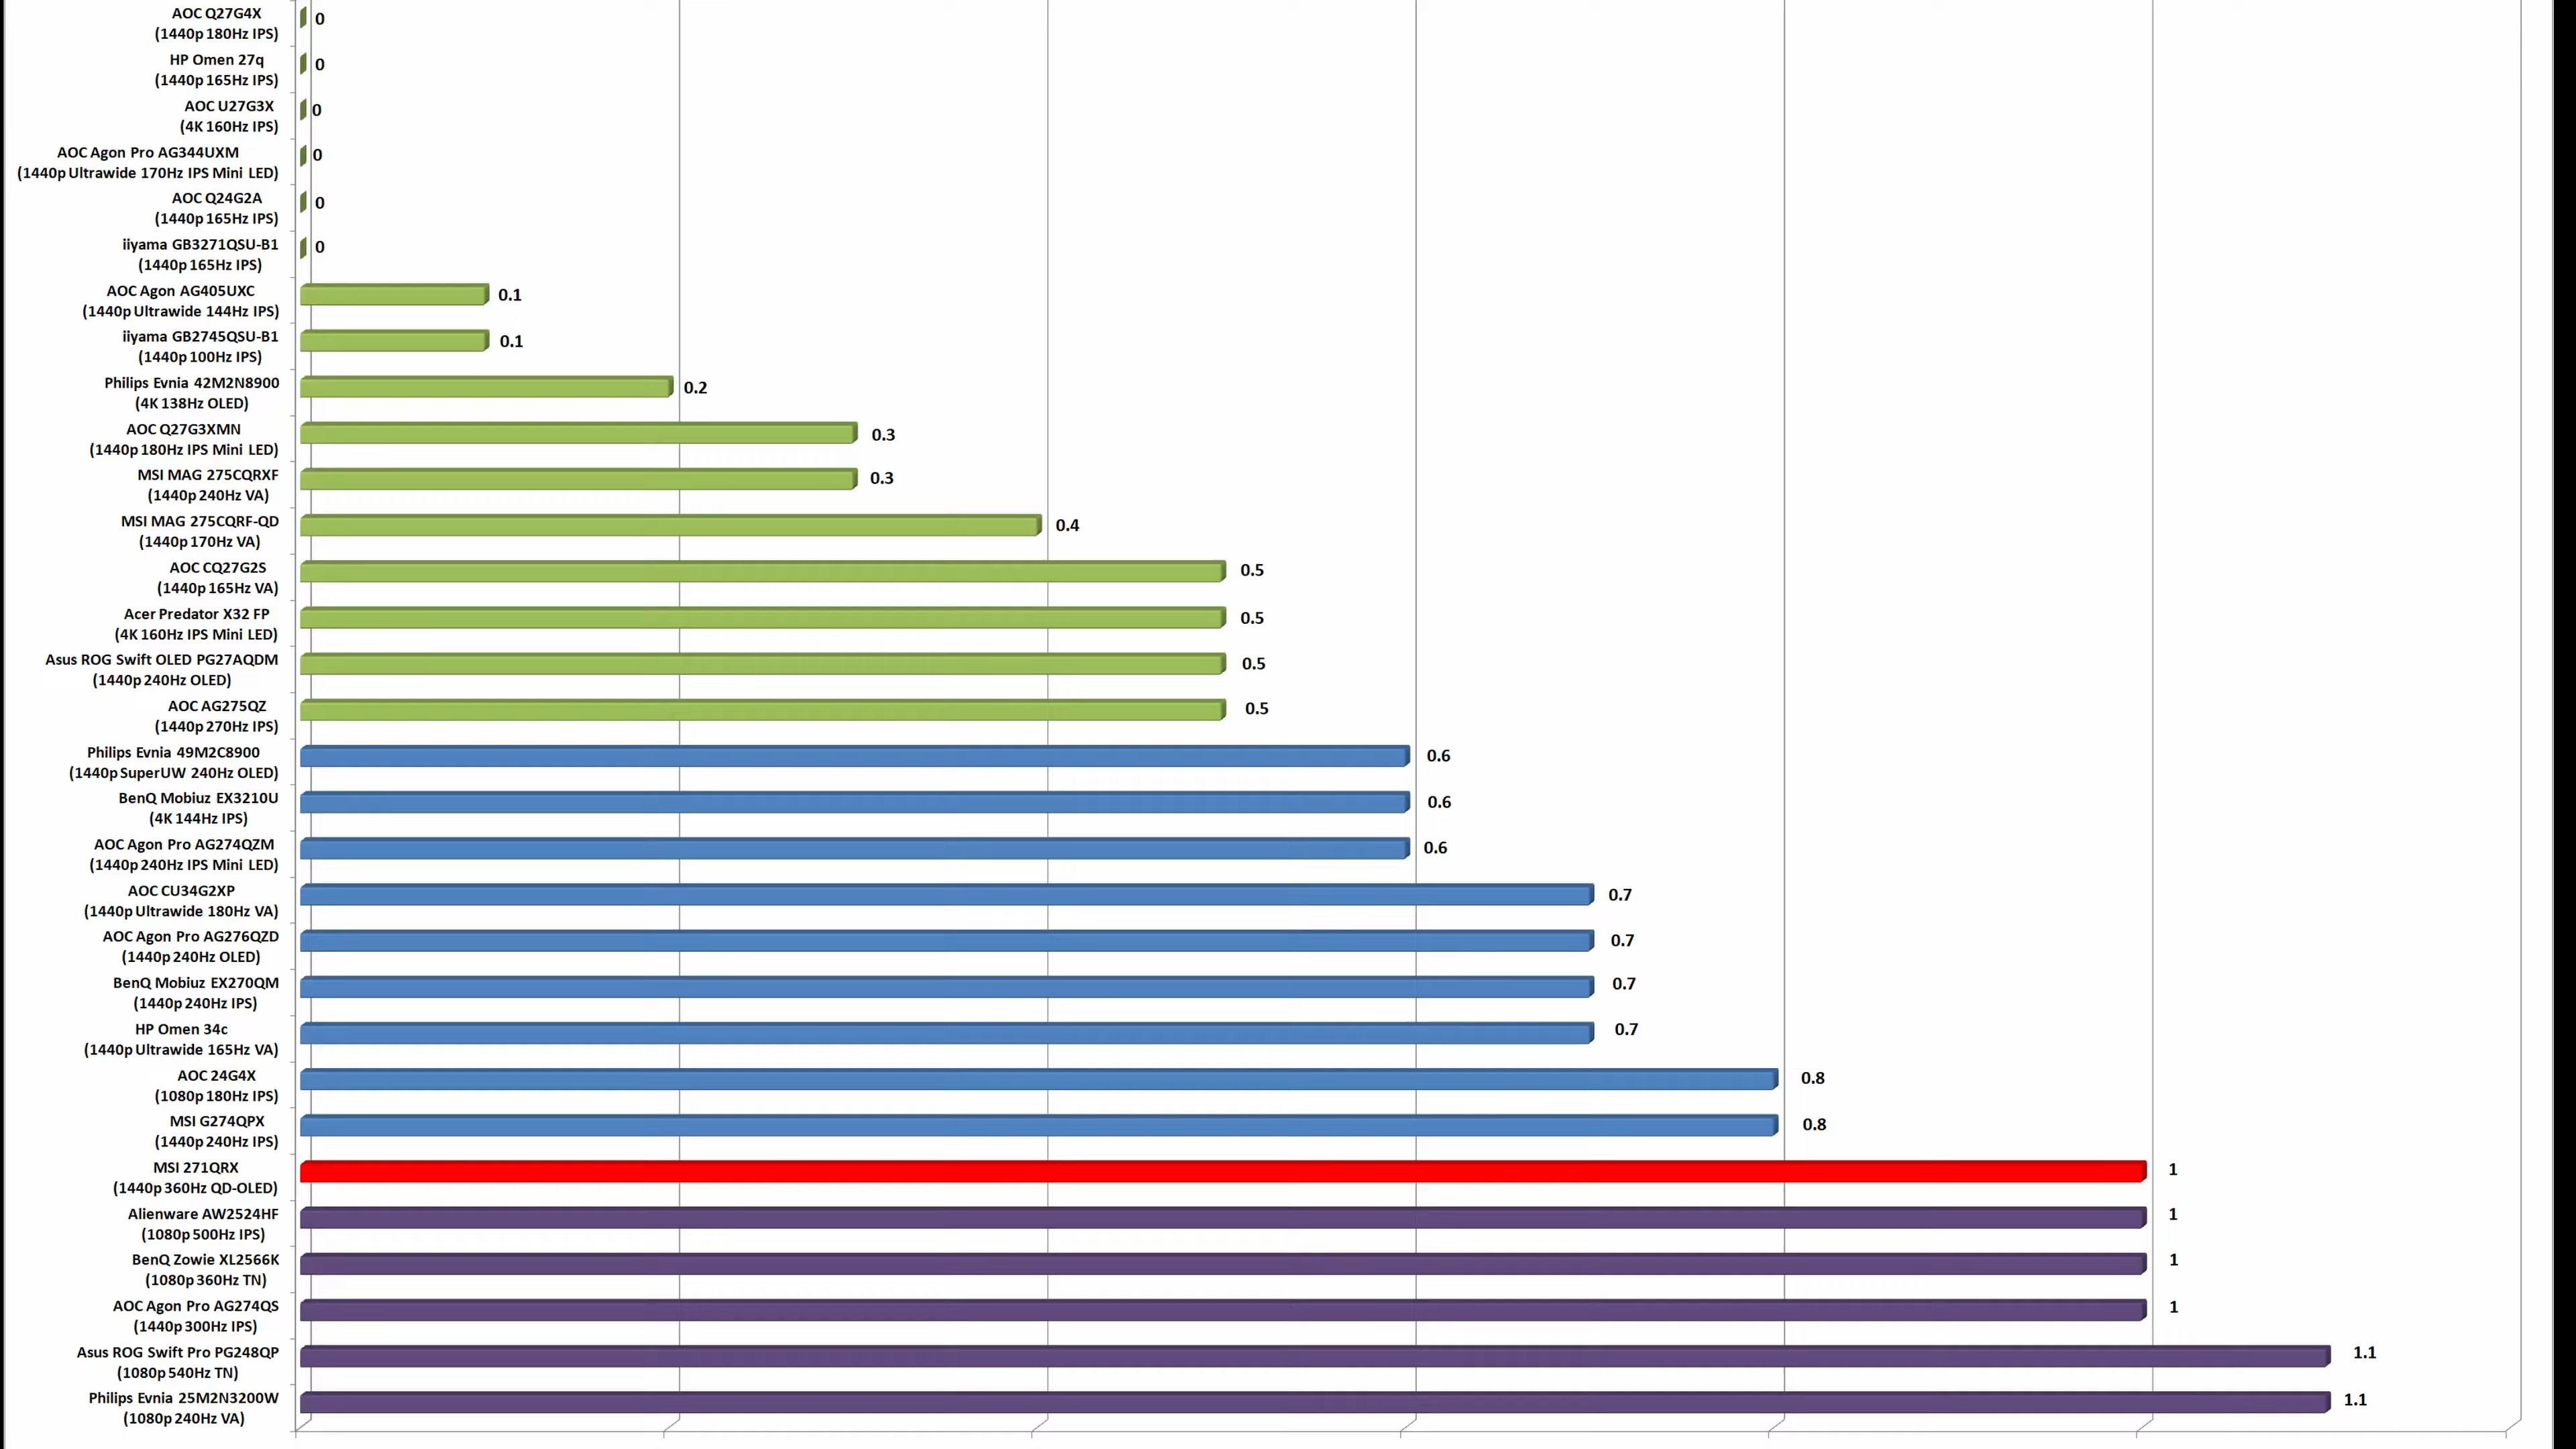 AOC Q27G4X
(1440p 180Hz IPS)
0
HP Omen 27q
(1440p 165Hz IPS)
0
AOC U27G3X
(4K 160Hz IPS)
0
AOC Agon Pro AG344UXM
(1440p Ultrawide 170Hz IPS Mini LED)
0
AOC Q24G2A
(1440p 165Hz IPS)
0
iiyama GB3271QSU-B1
(1440p 165Hz IPS)
0
AOC Agon AG405UXC
(1440p Ultrawide 144Hz IPS)
0.1
iiyama GB2745QSU-B1
(1440p 100Hz IPS)
0.1
Philips Evnia 42M2N8900
(4K 138Hz OLED)
0.2
AOC Q27G3XMN
(1440p 180Hz IPS Mini LED)
0.3
MSI MAG 275CQRXF
(1440p 240Hz VA)
0.3
MSI MAG 275CQRF-QD
(1440p 170Hz VA)
0.4
AOC CQ27G2S
(1440p 165Hz VA)
0.5
Acer Predator X32 FP
(4K 160Hz IPS Mini LED)
0.5
Asus ROG Swift OLED PG27AQDM
(1440p 240Hz OLED)
0.5
AOC AG275QZ
(1440p 270Hz IPS)
0.5
Philips Evnia 49M2C8900
(1440p SuperUW 240Hz OLED)
0.6
BenQ Mobiuz EX3210U
(4K 144Hz IPS)
0.6
AOC Agon Pro AG274QZM
(1440p 240Hz IPS Mini LED)
0.6
AOC CU34G2XP
(1440p Ultrawide 180Hz VA)
0.7
AOC Agon Pro AG276QZD
(1440p 240Hz OLED)
0.7
BenQ Mobiuz EX270QM
(1440p 240Hz IPS)
0.7
HP Omen 34c
(1440p Ultrawide 165Hz VA)
0.7
AOC 24G4X
(1080p 180Hz IPS)
0.8
MSI G274QPX
(1440p 240Hz IPS)
0.8
MSI 271QRX
(1440p 360Hz QD-OLED)
1
Alienware AW2524HF
(1080p 500Hz IPS)
1
BenQ Zowie XL2566K
(1080p 360Hz TN)
1
AOC Agon Pro AG274QS
(1440p 300Hz IPS)
1
Asus ROG Swift Pro PG248QP
(1080p 540Hz TN)
1.1
Philips Evnia 25M2N3200W
(1080p 240Hz VA)
1.1